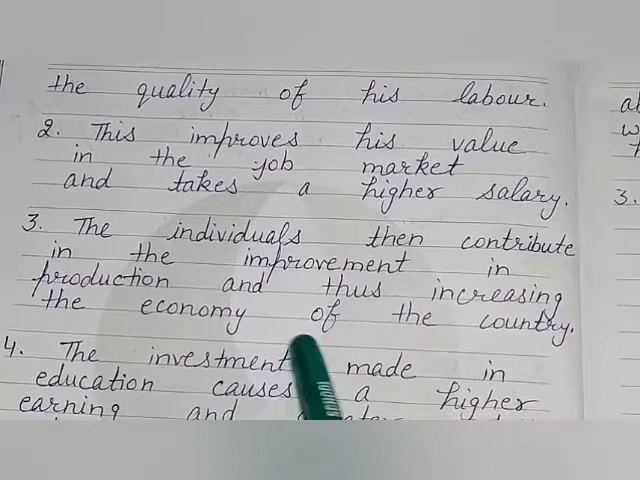 the quality of his labour.
2. This improves his value
in the job market
and takes a higher salary.
3. The individuals then contribute
in the improvement in
production and thus increasing
the economy of the country.
4. The investment made in
education causes a higher
earning and
3.